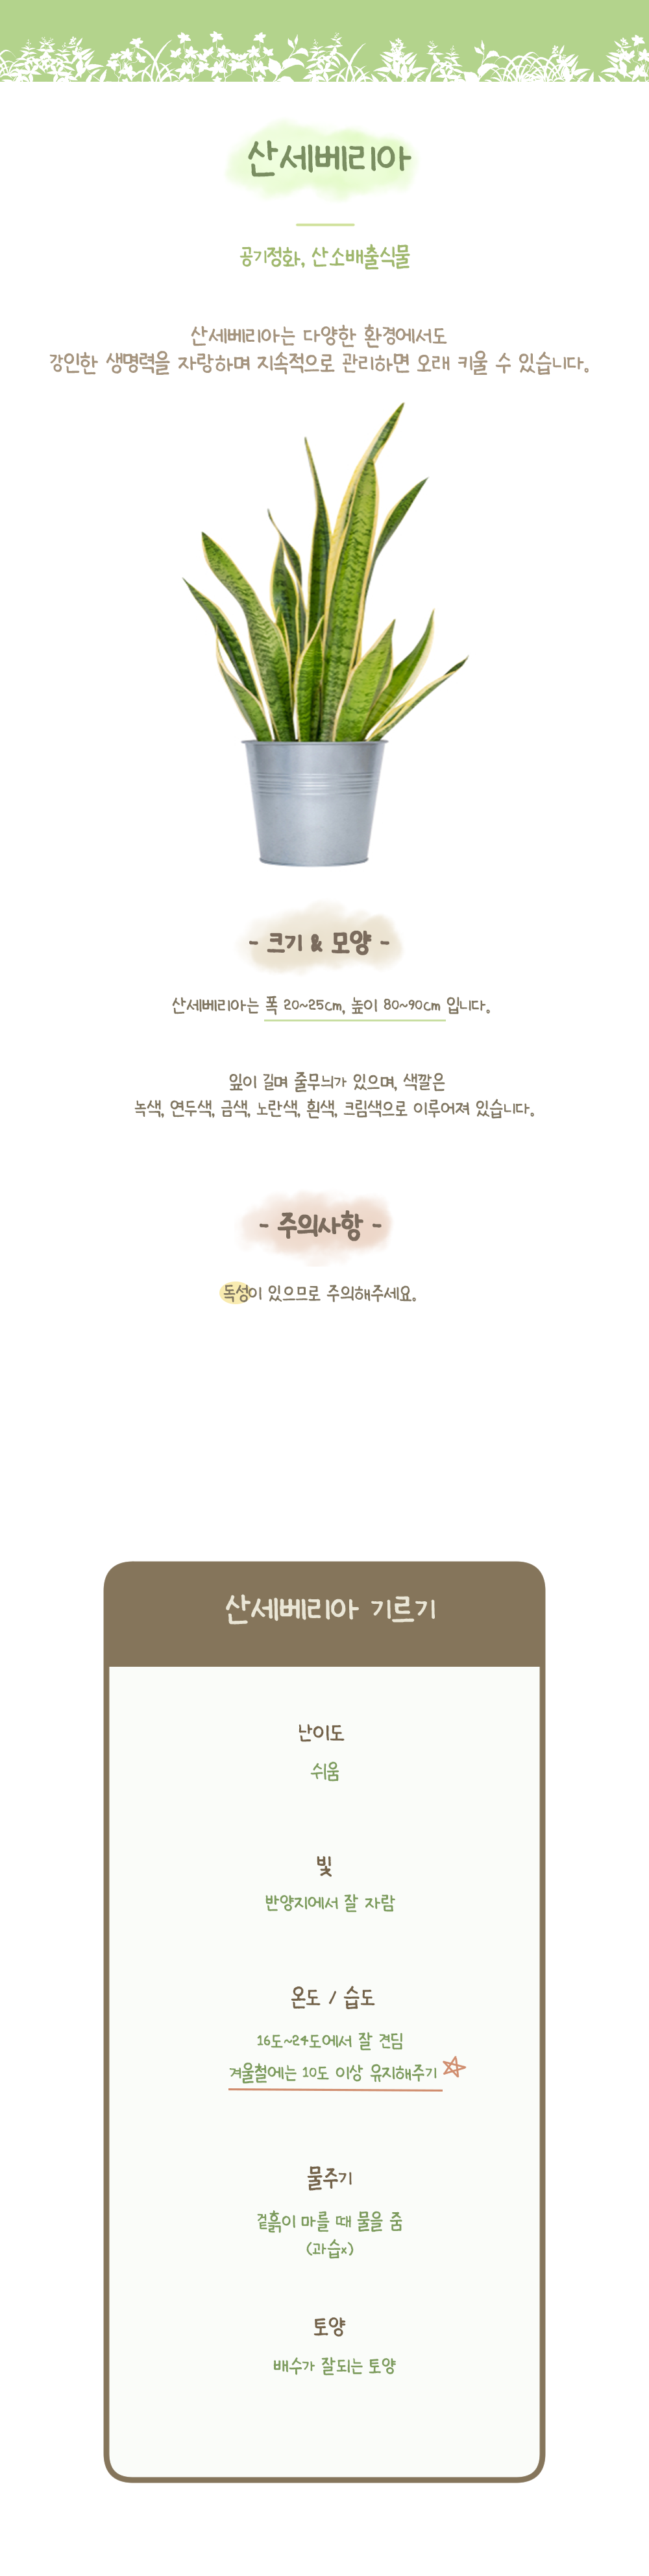 산세베리아
공기정화, 산소배출식물
산세베리아는 다양한 환경에서도
강인한 생명력을 자랑하며 지속적으로 관리하면 오래 키울 수 있습니다.
- 크기 & 모양 -
산세베리아는 폭 20~25cm, 높이 80~90cm 입니다.
잎이 길며 줄무늬가 있으며, 색깔은
녹색, 연두색, 금색, 노란색, 흰색, 크림색으로 이루어져 있습니다.
- 주의사항 -
독성이 있으므로 주의해주세요.
산세베리아 기르기
난이도
쉬움
빛
반양지에서 잘 자람
온도 / 습도
16도~24도에서 잘 견딤
겨울철에는 10도 이상 유지해주기
물주기
겉흙이 마를 때 물을 줌
(과습x)
토양
배수가 잘되는 토양